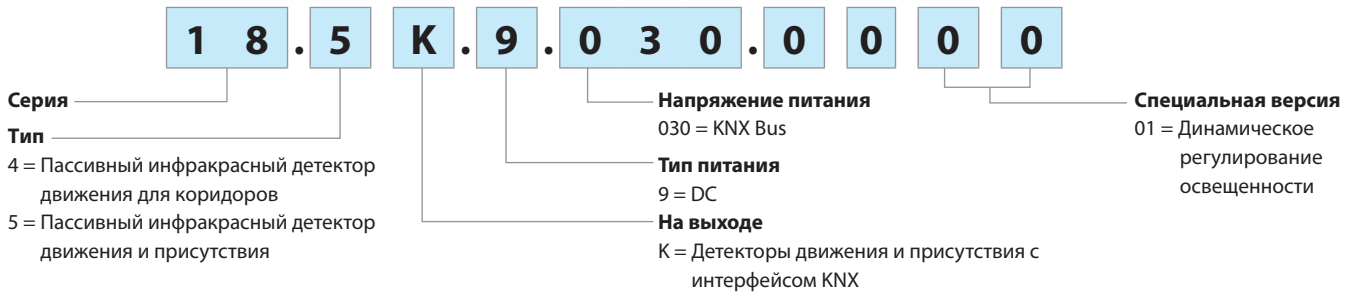 1 8 . 5 K . 9 . 0 3 0 . 0 0 0 0
Серия
Тип
4 = Пассивный инфракрасный детектор
движения для коридоров
5 = Пассивный инфракрасный детектор
движения и присутствия
Напряжение питания
030 = KNX Bus
Тип питания
9 = DC
На выходе
K = Детекторы движения и присутствия с
интерфейсом KNX
Специальная версия
01 = Динамическое
регулирование
освещенности